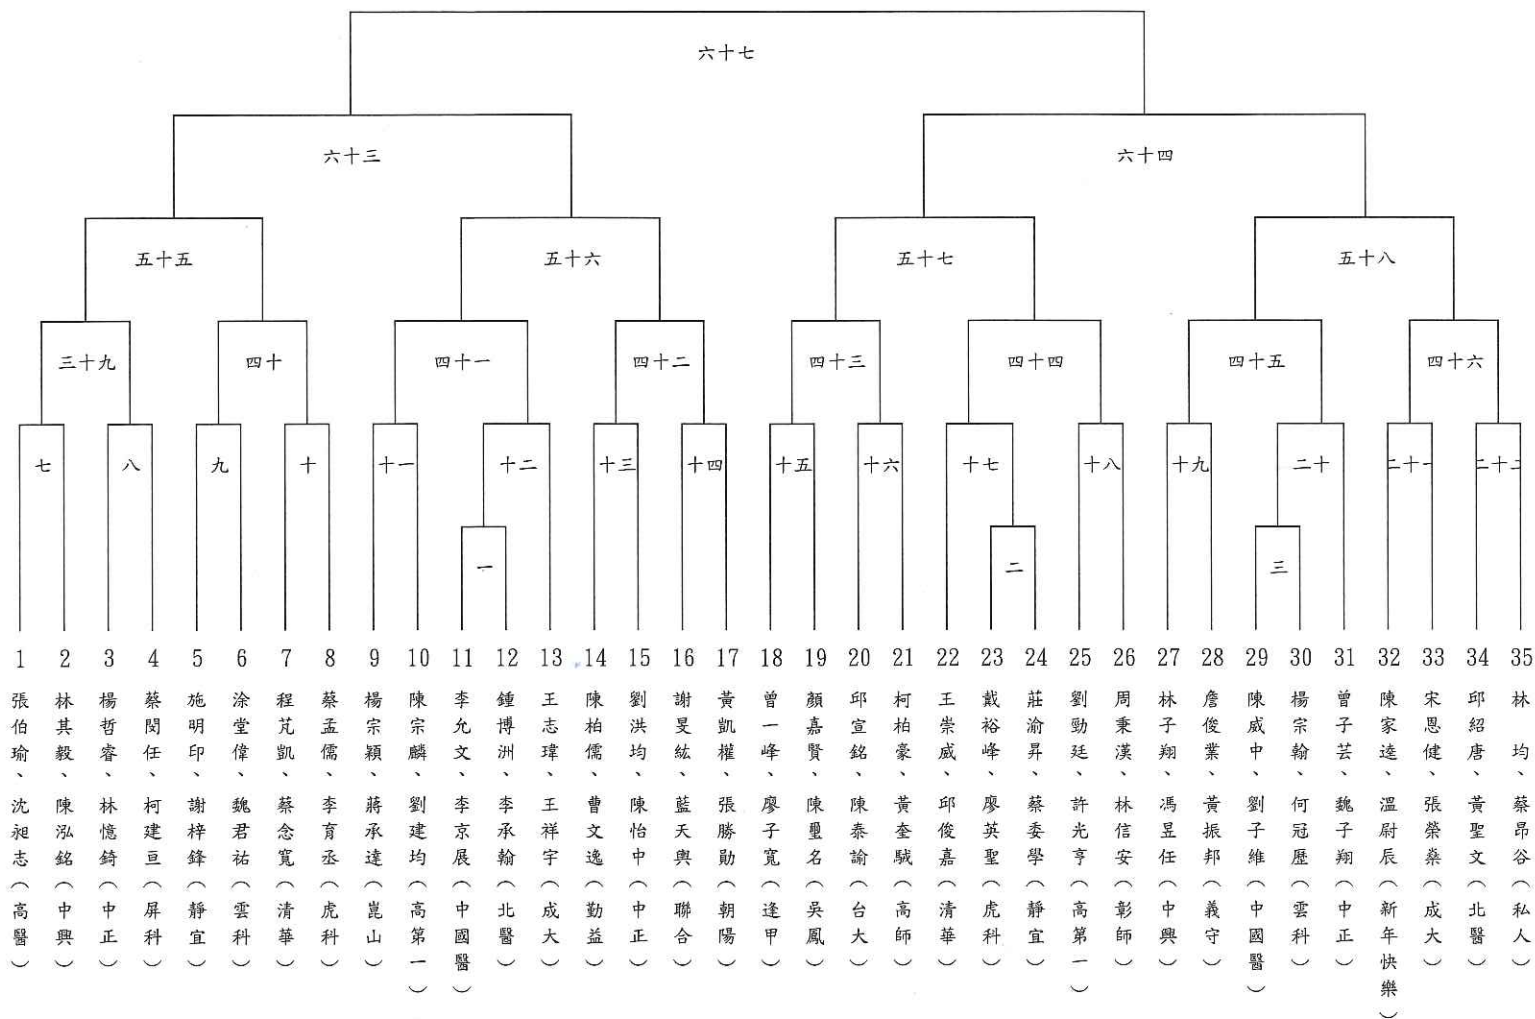 六十七
六十三
六十四
五十五
五十六
五十七
五十八
三十九
四十
四十一
四十二
四十三
四十四
四十五
四十六
七
八
九
十
十一
十二
十三
十四
十五
十六
十七
十八
十九
二十
二十一
二十二
一
二
三
1 張伯瑜、沈昶志(高醫)
2 林其毅、陳泓銘(中興)
3 楊哲睿、林憶錡(中正)
4 蔡閔任、柯建亘(屏科)
5 施明印、謝梓鋒(靜宜)
6 涂堂偉、魏君祐(雲科)
7 程芃凱、蔡念寬(清華)
8 蔡孟儒、李育丞(虎科)
9 楊宗穎、蔣承達(崑山)
10 陳宗麟、劉建均(高第一)
11 李允文、李京展(中國醫)
12 鍾博洲、李承翰(北醫)
13 王志瑋、王祥宇(成大)
14 陳柏儒、曹文逸(勤益)
15 劉洪均、陳怡中(中正)
16 謝旻紘、藍天輿(聯合)
17 黃凱權、張勝勛(朝陽)
18 曾一峰、廖子寬(逢甲)
19 顏嘉賢、陳璽名(吳鳳)
20 邱宣銘、陳泰諭(台大)
21 柯柏豪、黃奎駥(高師)
22 王崇威、邱俊嘉(清華)
23 戴裕峰、廖英聖(虎科)
24 莊渝昇、蔡委學(靜宜)
25 劉勁廷、許光亨(高第一)
26 周秉漢、林信安(彰師)
27 林子翔、馮昱任(中興)
28 詹俊業、黃振邦(義守)
29 陳威中、劉子維(中國醫)
30 楊宗翰、何冠歷(雲科)
31 曾子芸、魏子翔(中正)
32 陳家逵、溫尉辰(新年快樂)
33 宋恩健、張榮燊(成大)
34 邱紹唐、黃聖文(北醫)
35 林均、蔡昂谷(私人)